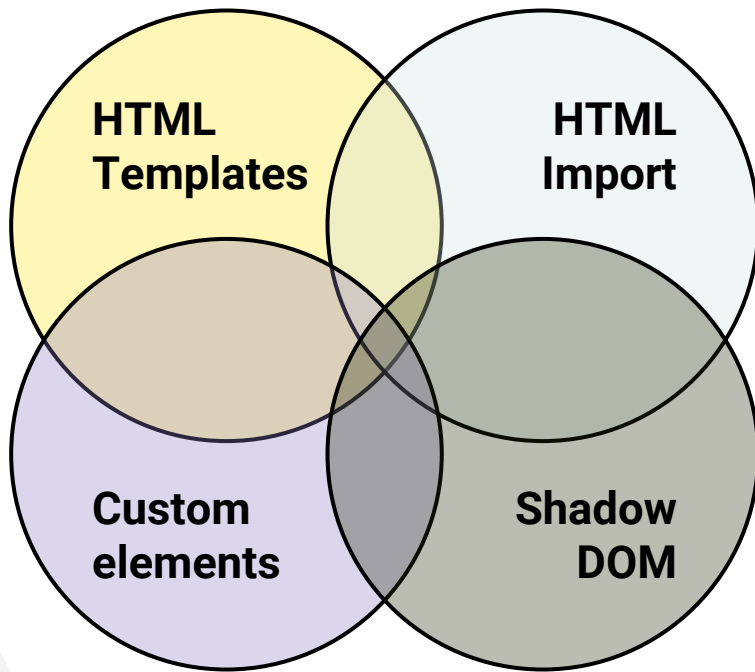 HTML
Templates
HTML
Import
Custom
elements
Shadow
DOM